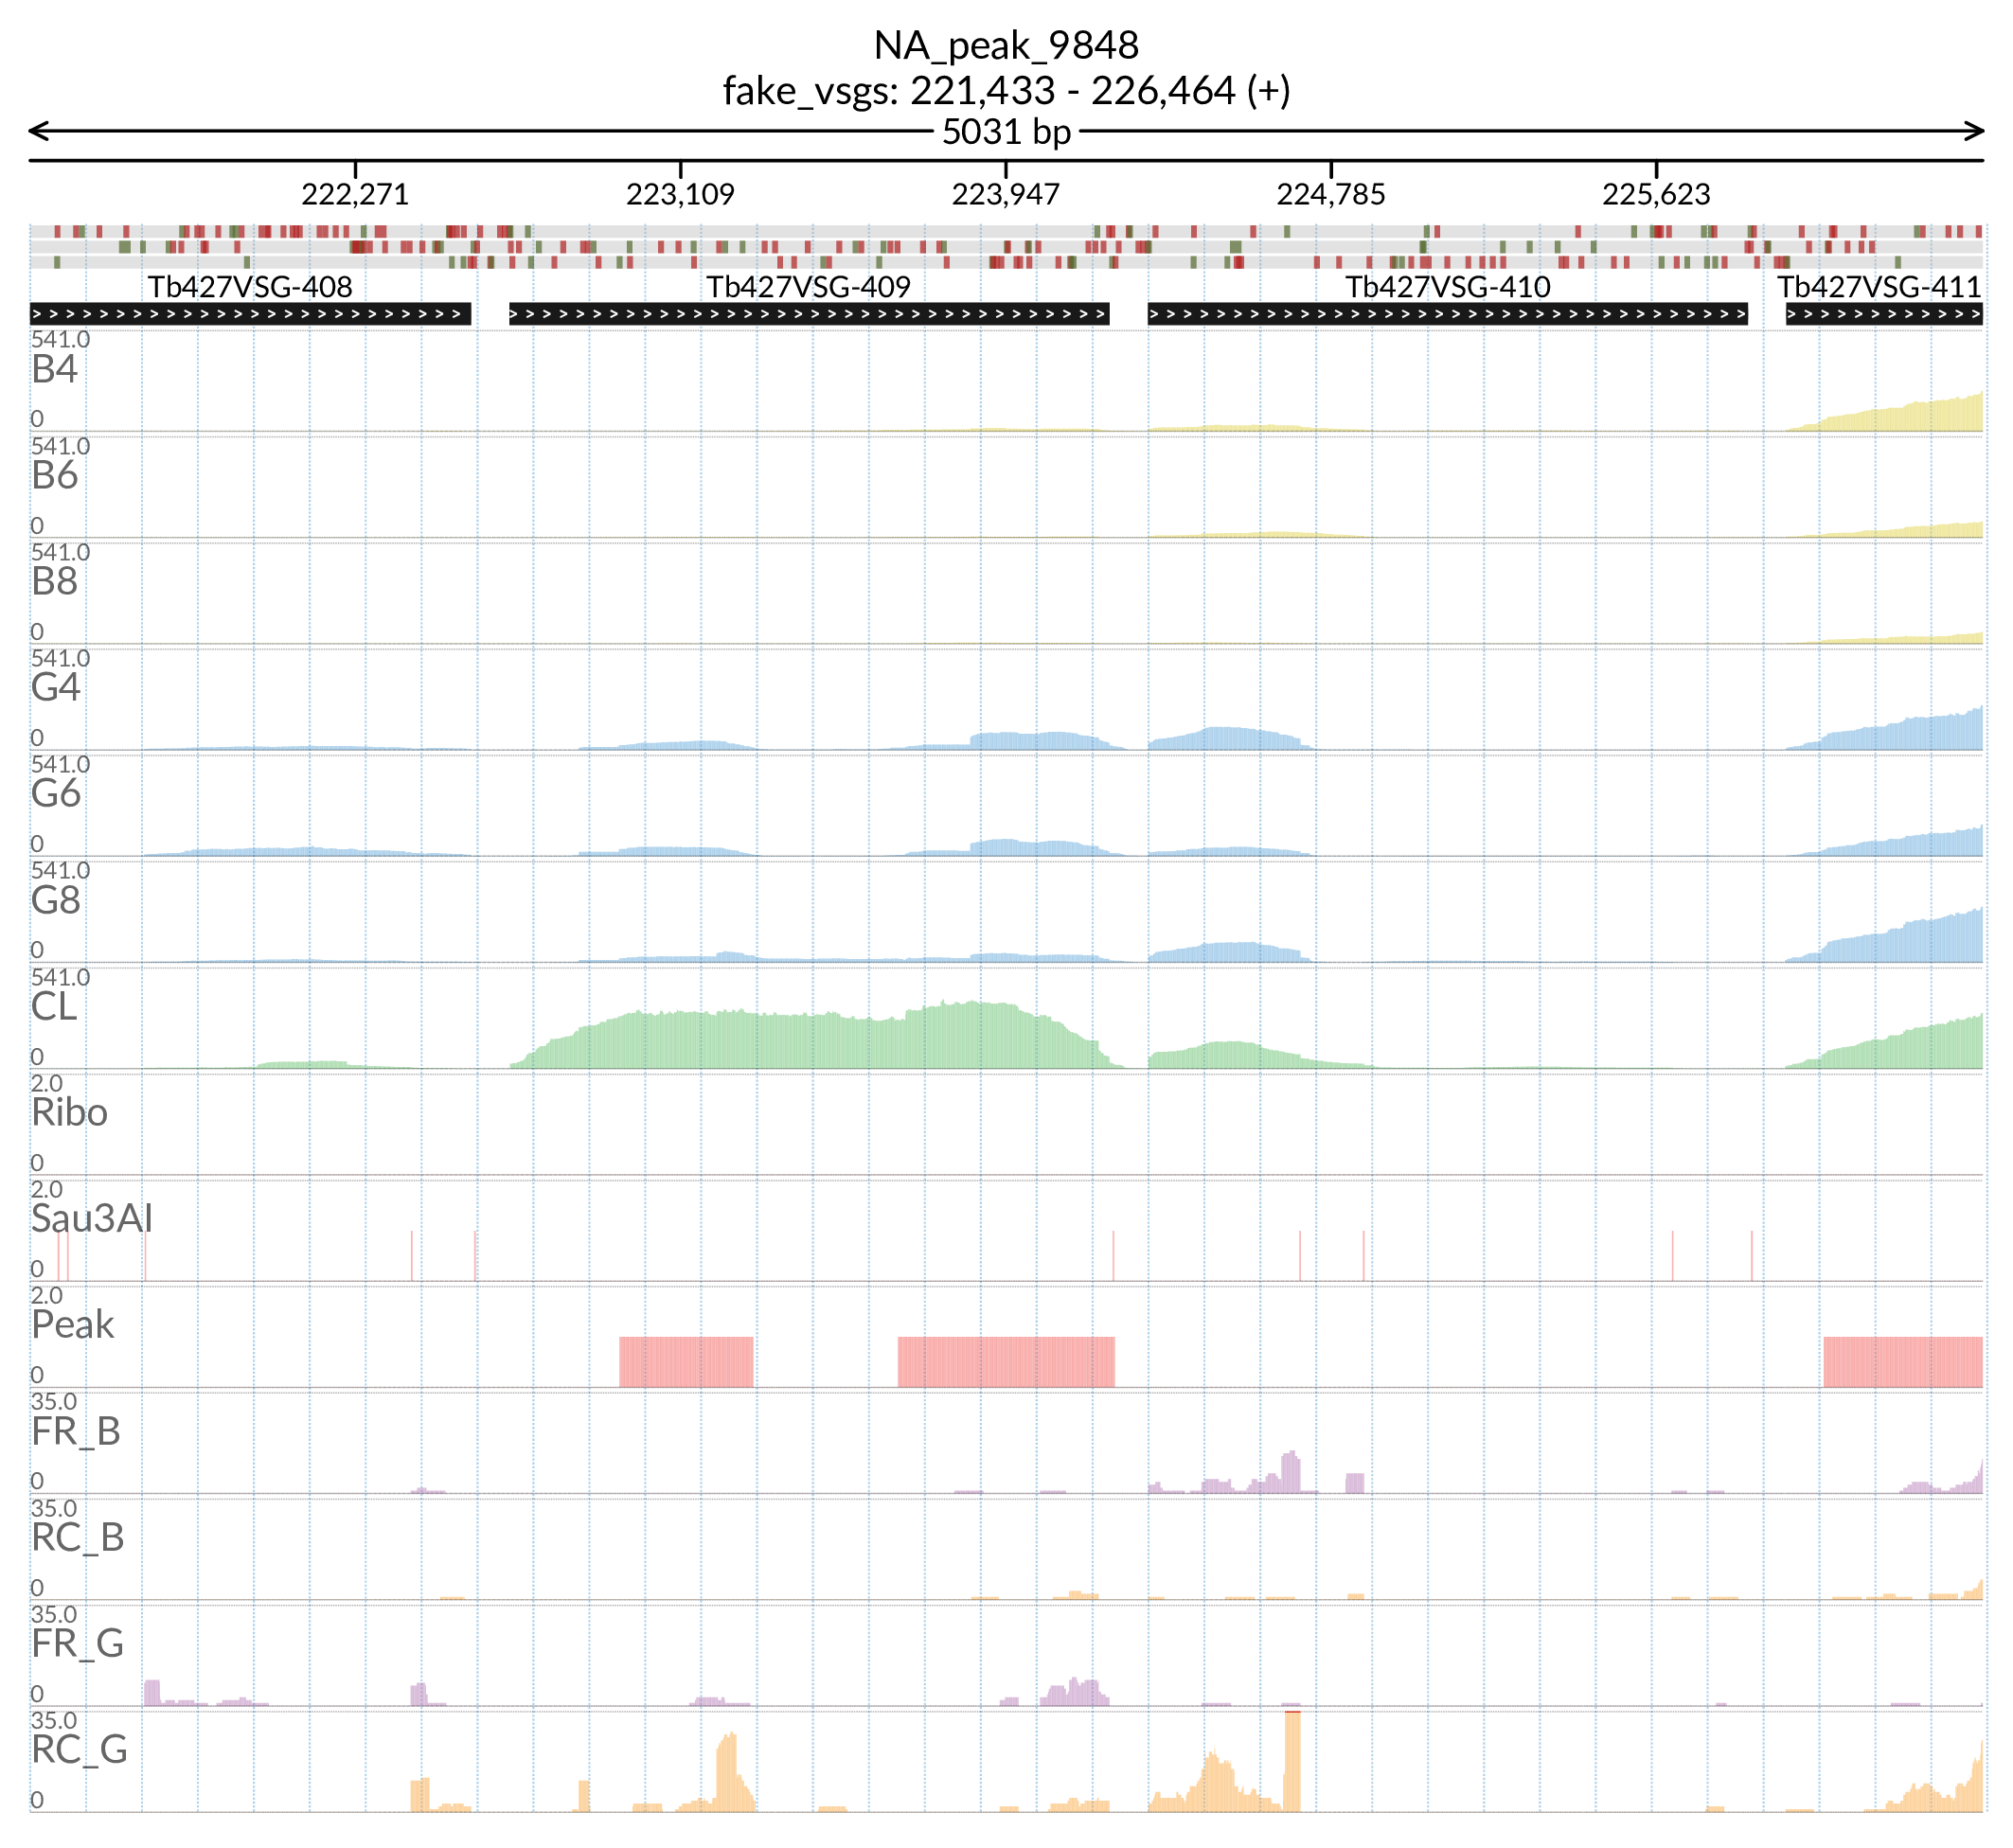 NA_peak_9848
fake_vsgs: 221,433 - 226,464 (+)
5031 bp
222,271 223,109 223,947 224,785 225,623
Tb427VSG-408 Tb427VSG-409 Tb427VSG-410 Tb427VSG-411
541.0
B4
0
541.0
B6
0
541.0
B8
0
541.0
G4
0
541.0
G6
0
541.0
G8
0
541.0
CL
0
2.0
Ribo
0
2.0
Sau3AI
0
2.0
Peak
0
35.0
FR_B
0
35.0
RC_B
0
35.0
FR_G
0
35.0
RC_G
0